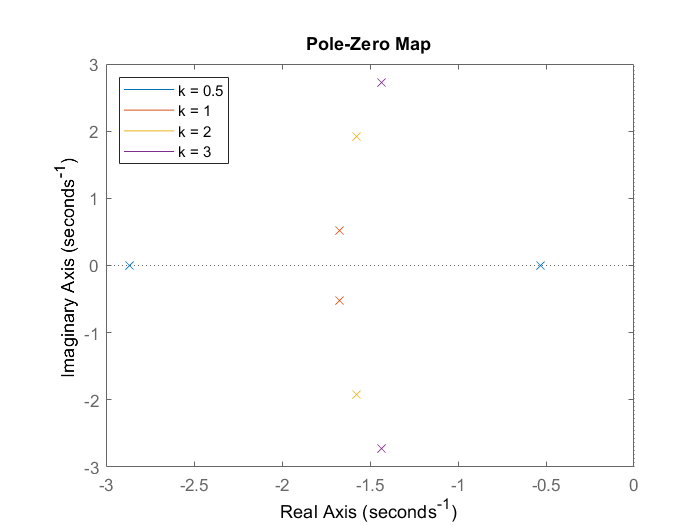 Pole-Zero Map
3
k = 0.5
k = 1
2
k = 2
k = 3
1
0
-1
-2
-3
-3
-2.5
-2
-1.5
-1
-0.5
0
Imaginary Axis (seconds⁻¹)
Real Axis (seconds⁻¹)